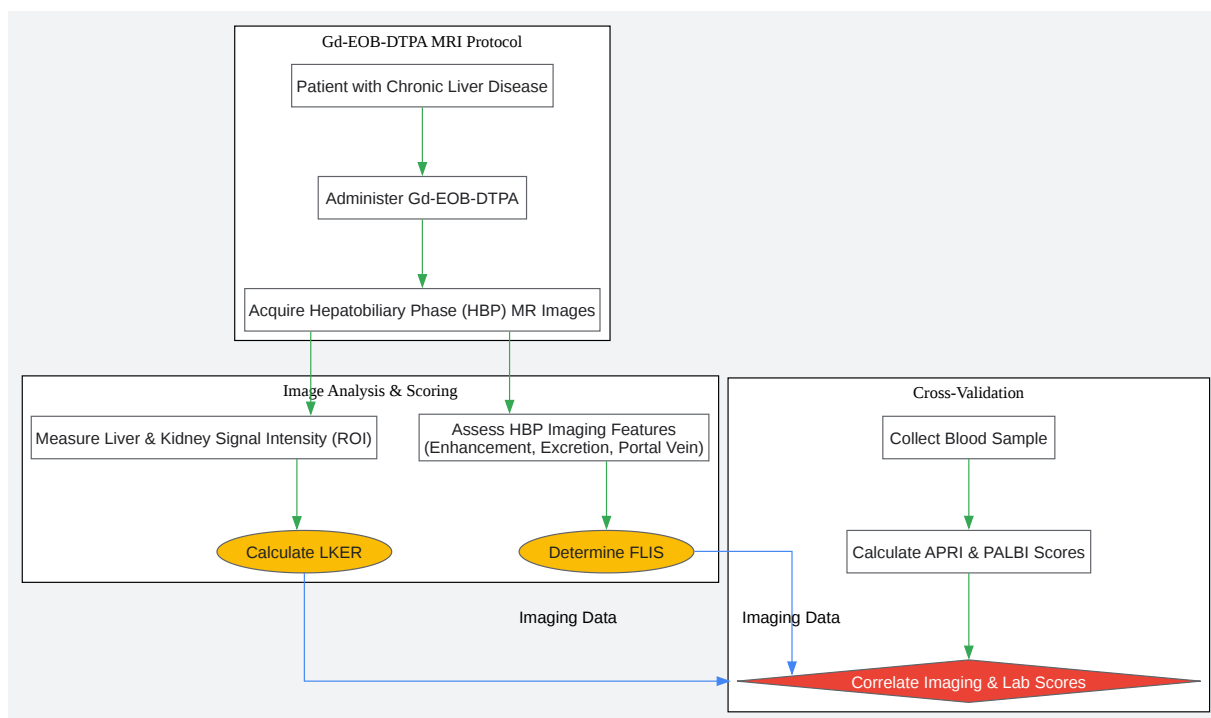 Gd-EOB-DTPA MRI Protocol
Patient with Chronic Liver Disease
Administer Gd-EOB-DTPA
Acquire Hepatobiliary Phase (HBP) MR Images
Image Analysis & Scoring
Measure Liver & Kidney Signal Intensity (ROI)
Assess HBP Imaging Features
(Enhancement, Excretion, Portal Vein)
Calculate LKER
Determine FLIS
Cross-Validation
Collect Blood Sample
Calculate APRI & PALBI Scores
Imaging Data
Imaging Data
Correlate Imaging & Lab Scores